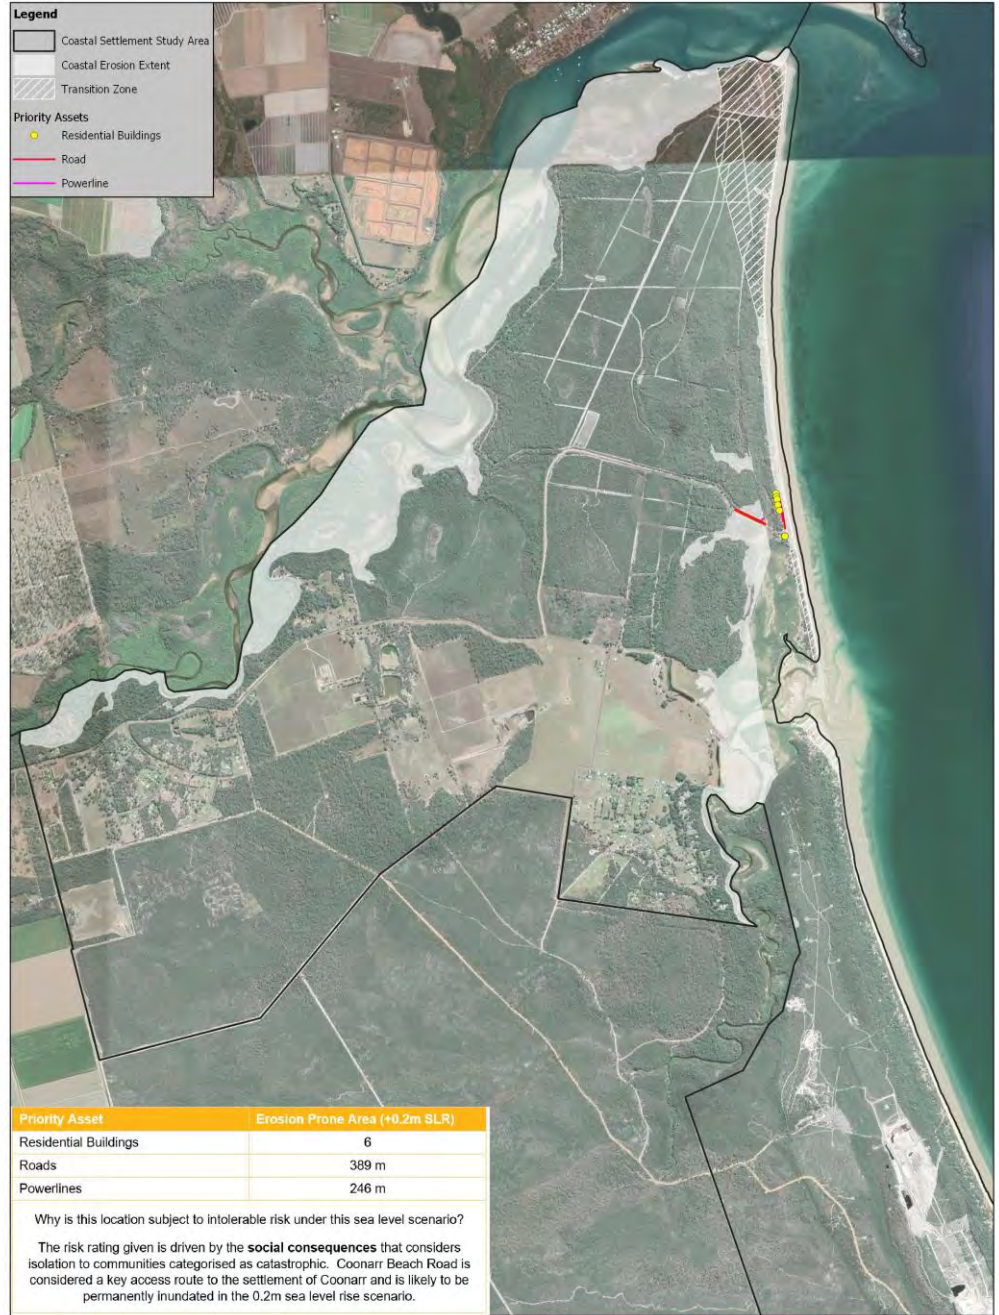 Legend
Coastal Settlement Study Area
Coastal Erosion Extent
Transition Zone
Priority Assets
Residential Buildings
Road
Powerline
Priority Asset Erosion Prone Area (+0.2m SLR)
Residential Buildings 6
Roads 389 m
Powerlines 246 m
Why is this location subject to intolerable risk under this sea level scenario?
The risk rating given is driven by the social consequences that considers
isolation to communities categorised as catastrophic. Coonarr Beach Road is
considered a key access route to the settlement of Coonarr and is likely to be
permanently inundated in the 0.2m sea level rise scenario.